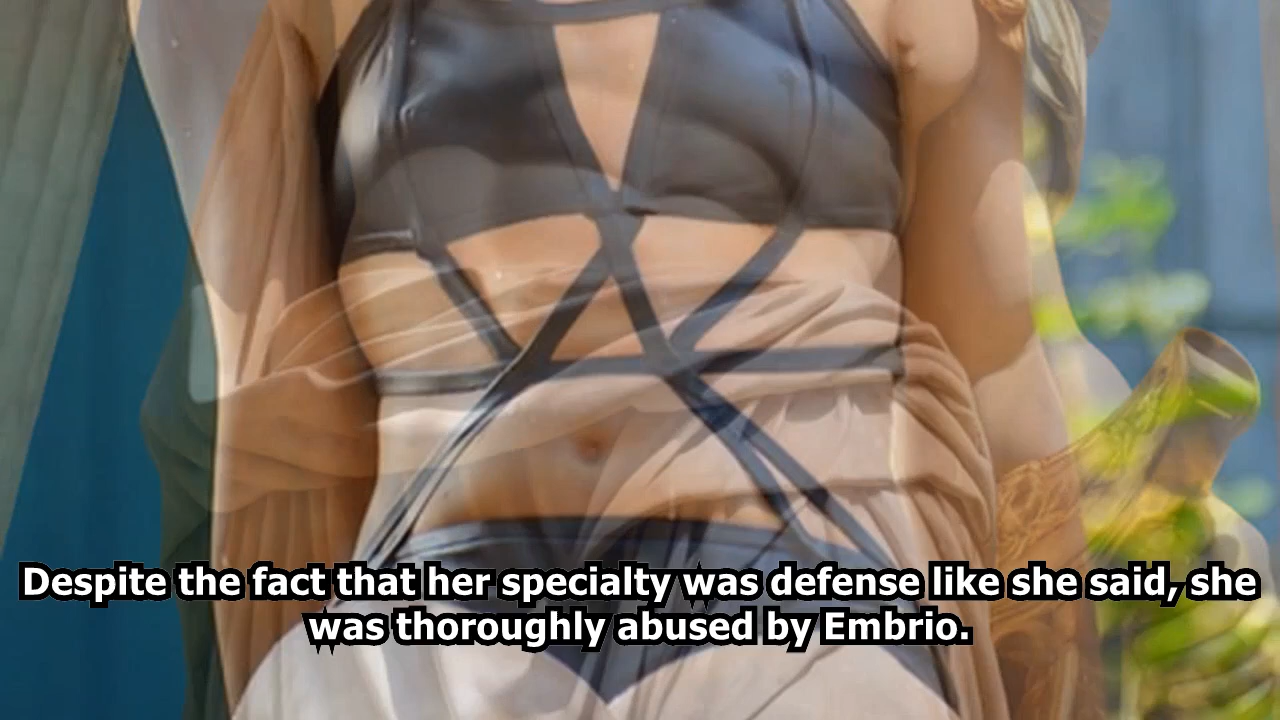 Despite the fact that her specialty was defense like she said, she
was thoroughly abused by Embrio.